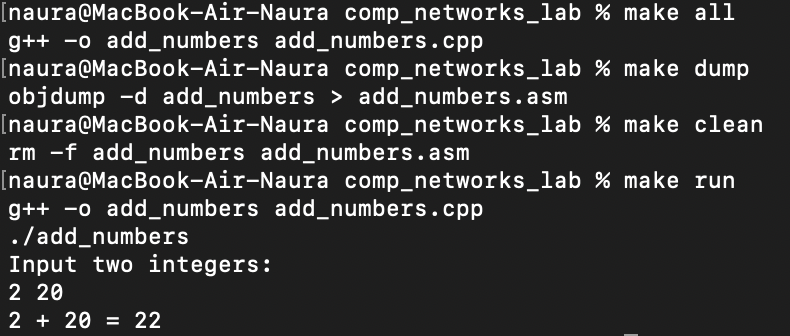 [naura@MacBook-Air-Naura comp_networks_lab % make all
g++ -o add_numbers add_numbers.cpp
[naura@MacBook-Air-Naura comp_networks_lab % make dump
objdump -d add_numbers > add_numbers.asm
[naura@MacBook-Air-Naura comp_networks_lab % make clean
rm -f add_numbers add_numbers.asm
[naura@MacBook-Air-Naura comp_networks_lab % make run
g++ -o add_numbers add_numbers.cpp
./add_numbers
Input two integers:
2 20
2 + 20 = 22